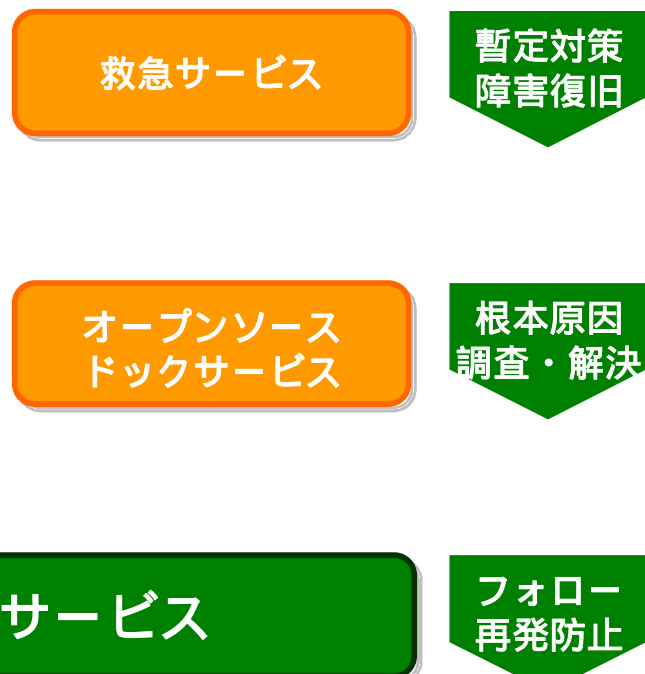 救急サービス
暫定対策
障害復旧
オープンソース
ドックサービス
根本原因
調査・解決
サービス
フォロー
再発防止